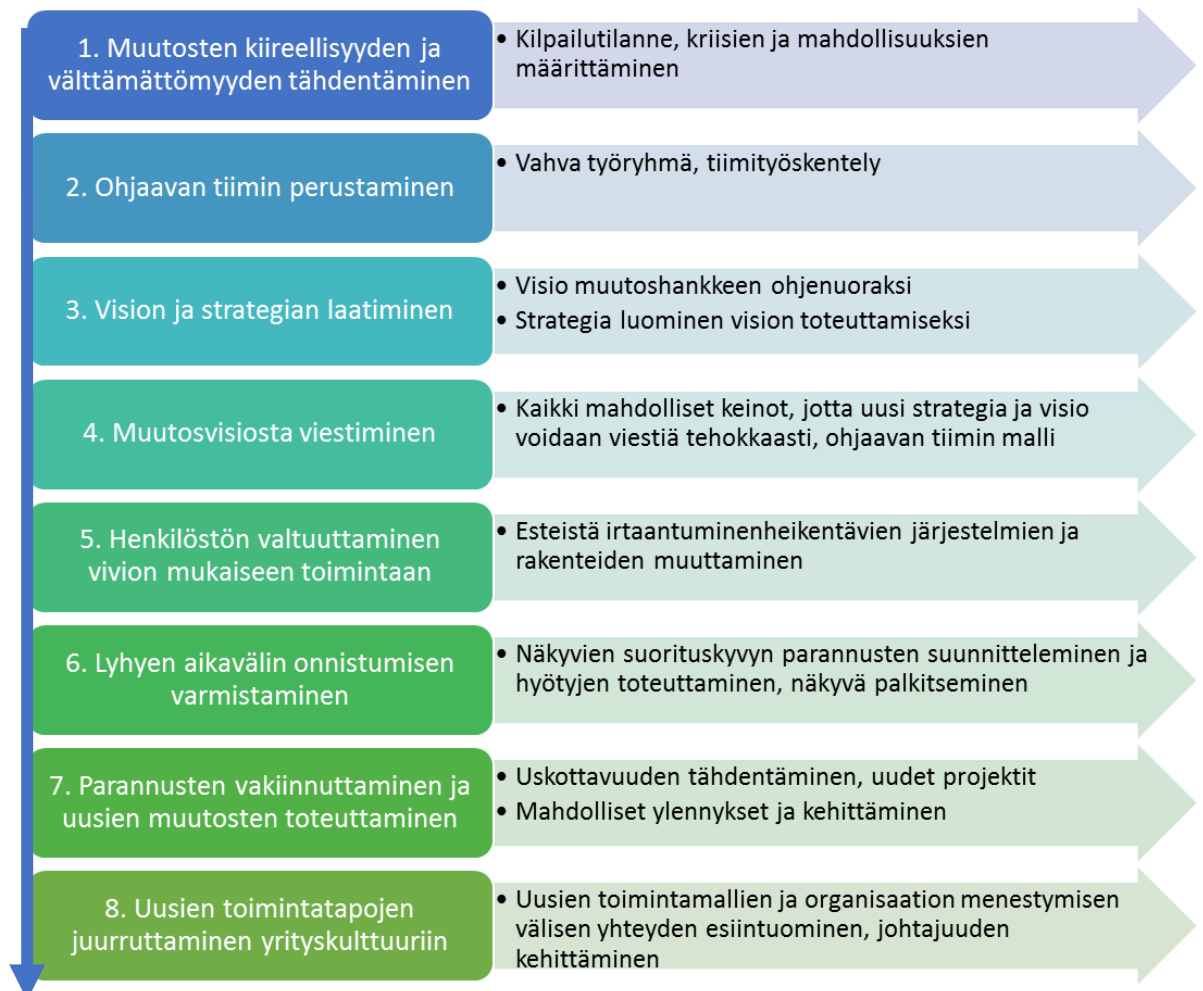 1. Muutosten kiireellisyyden ja
välttämättömyyden tähdentäminen
• Kilpailutilanne, kriisien ja mahdollisuuksien
määrittäminen
2. Ohjaavan tiimin perustaminen
• Vahva työryhmä, tiimityöskentely
3. Vision ja strategian laatiminen
• Visio muutoshankkeen ohjenuoraksi
• Strategia luominen vision toteuttamiseksi
4. Muutosvisiosta viestiminen
• Kaikki mahdolliset keinot, jotta uusi strategia ja visio
voidaan viestiä tehokkaasti, ohjaavan tiimin malli
5. Henkilöstön valtuuttaminen
vivion mukaiseen toimintaan
• Esteistä irtaantuminenheikentävien järjestelmien ja
rakenteiden muuttaminen
6. Lyhyen aikavälin onnistumisen
varmistaminen
• Näkyvien suorituskyvyn parannusten suunnitteleminen ja
hyötyjen toteuttaminen, näkyvä palkitseminen
7. Parannusten vakiinnuttaminen ja
uusien muutosten toteuttaminen
• Uskottavuuden tähdentäminen, uudet projektit
• Mahdolliset ylennykset ja kehittäminen
8. Uusien toimintatapojen
juurruttaminen yrityskulttuuriin
• Uusien toimintamallien ja organisaation menestymisen
välisen yhteyden esiintuominen, johtajuuden
kehittäminen